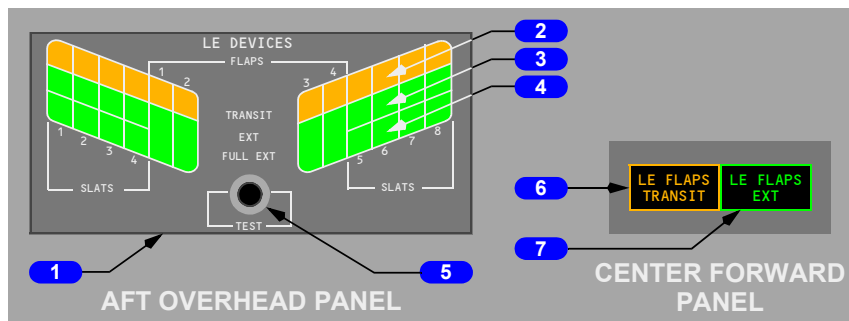 LE DEVICES
FLAPS
1 2 3 4
TRANSIT
EXT
FULL EXT
1 2 3 4 5 6 7 8
SLATS
SLATS
TEST
2
3
4
6
7
1
5
LE FLAPS TRANSIT
LE FLAPS EXT
AFT OVERHEAD PANEL
CENTER FORWARD
PANEL